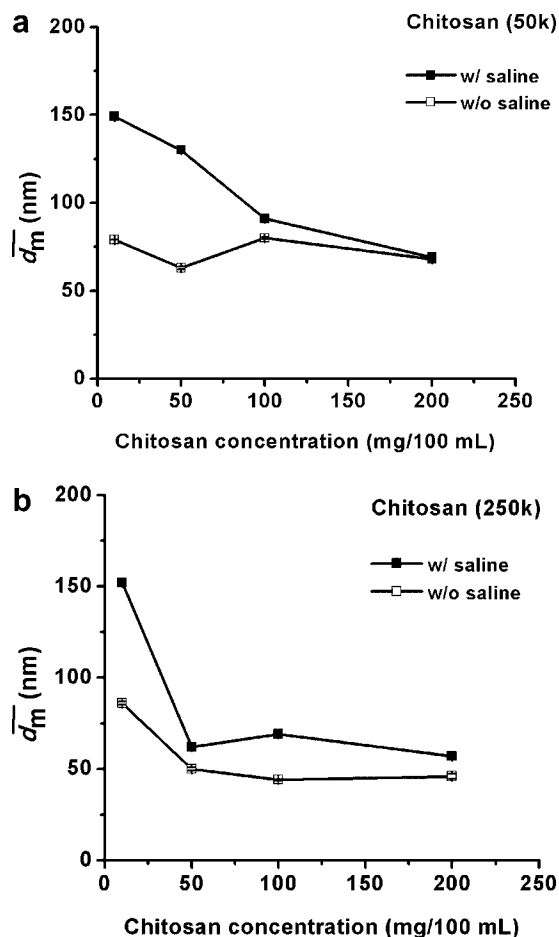 a
Chitosan (50k)
w/ saline
w/o saline
200
150
100
50
0
d̅m (nm)
0 50 100 150 200 250
Chitosan concentration (mg/100 mL)
b
Chitosan (250k)
w/ saline
w/o saline
200
150
100
50
0
d̅m (nm)
0 50 100 150 200 250
Chitosan concentration (mg/100 mL)